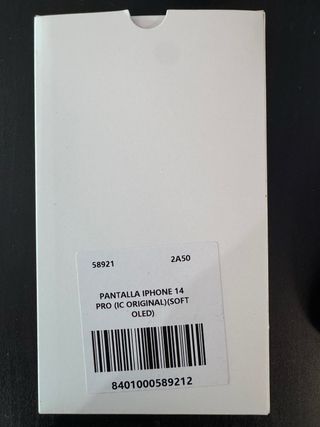 58921 2A50
PANTALLA IPHONE 14
PRO (IC ORIGINAL)(SOFT
OLED)
8401000589212